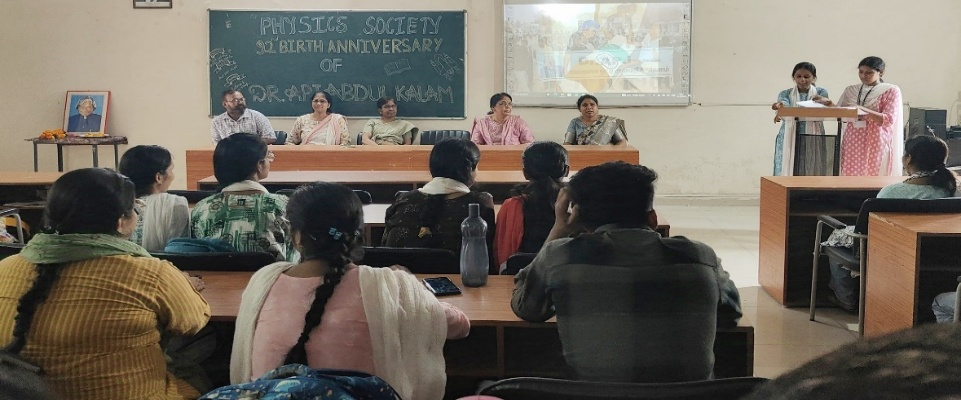 PHYSICS SOCIETY
92" BIRTH ANNIVERSARY
OF
DR. APJ ABDUL KALAM